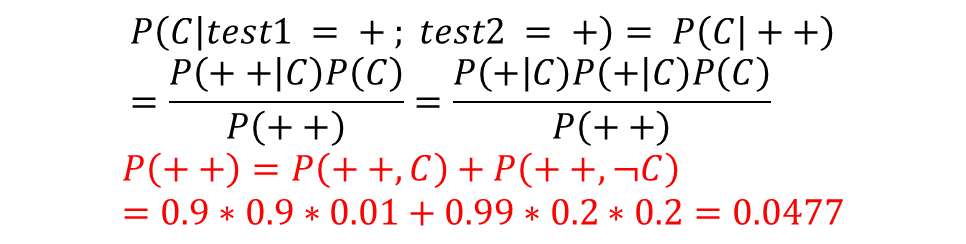 P(C|test1 = +; test2 = +) = P(C| + +)
= P(+ +|C)P(C) / P(+ +) = P(+|C)P(+|C)P(C) / P(+ +)
P(+ +) = P(+ +, C) + P(+ +, ¬C)
= 0.9 * 0.9 * 0.01 + 0.99 * 0.2 * 0.2 = 0.0477